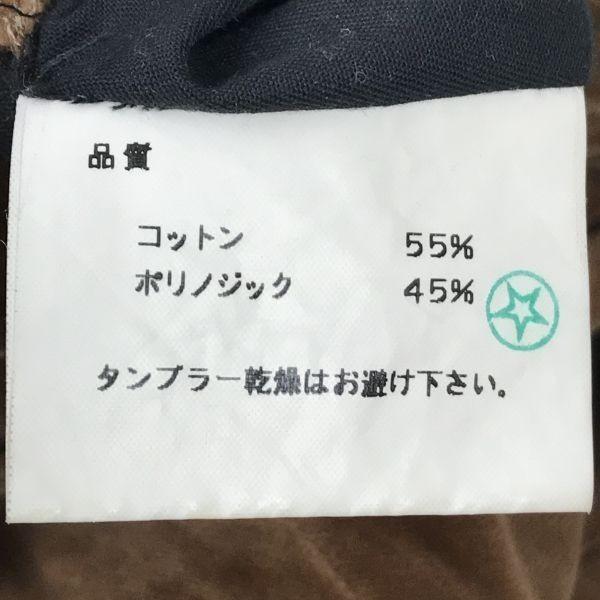 品質
コットン 55%
ポリノジック 45%
タンブラー乾燥はお避け下さい。